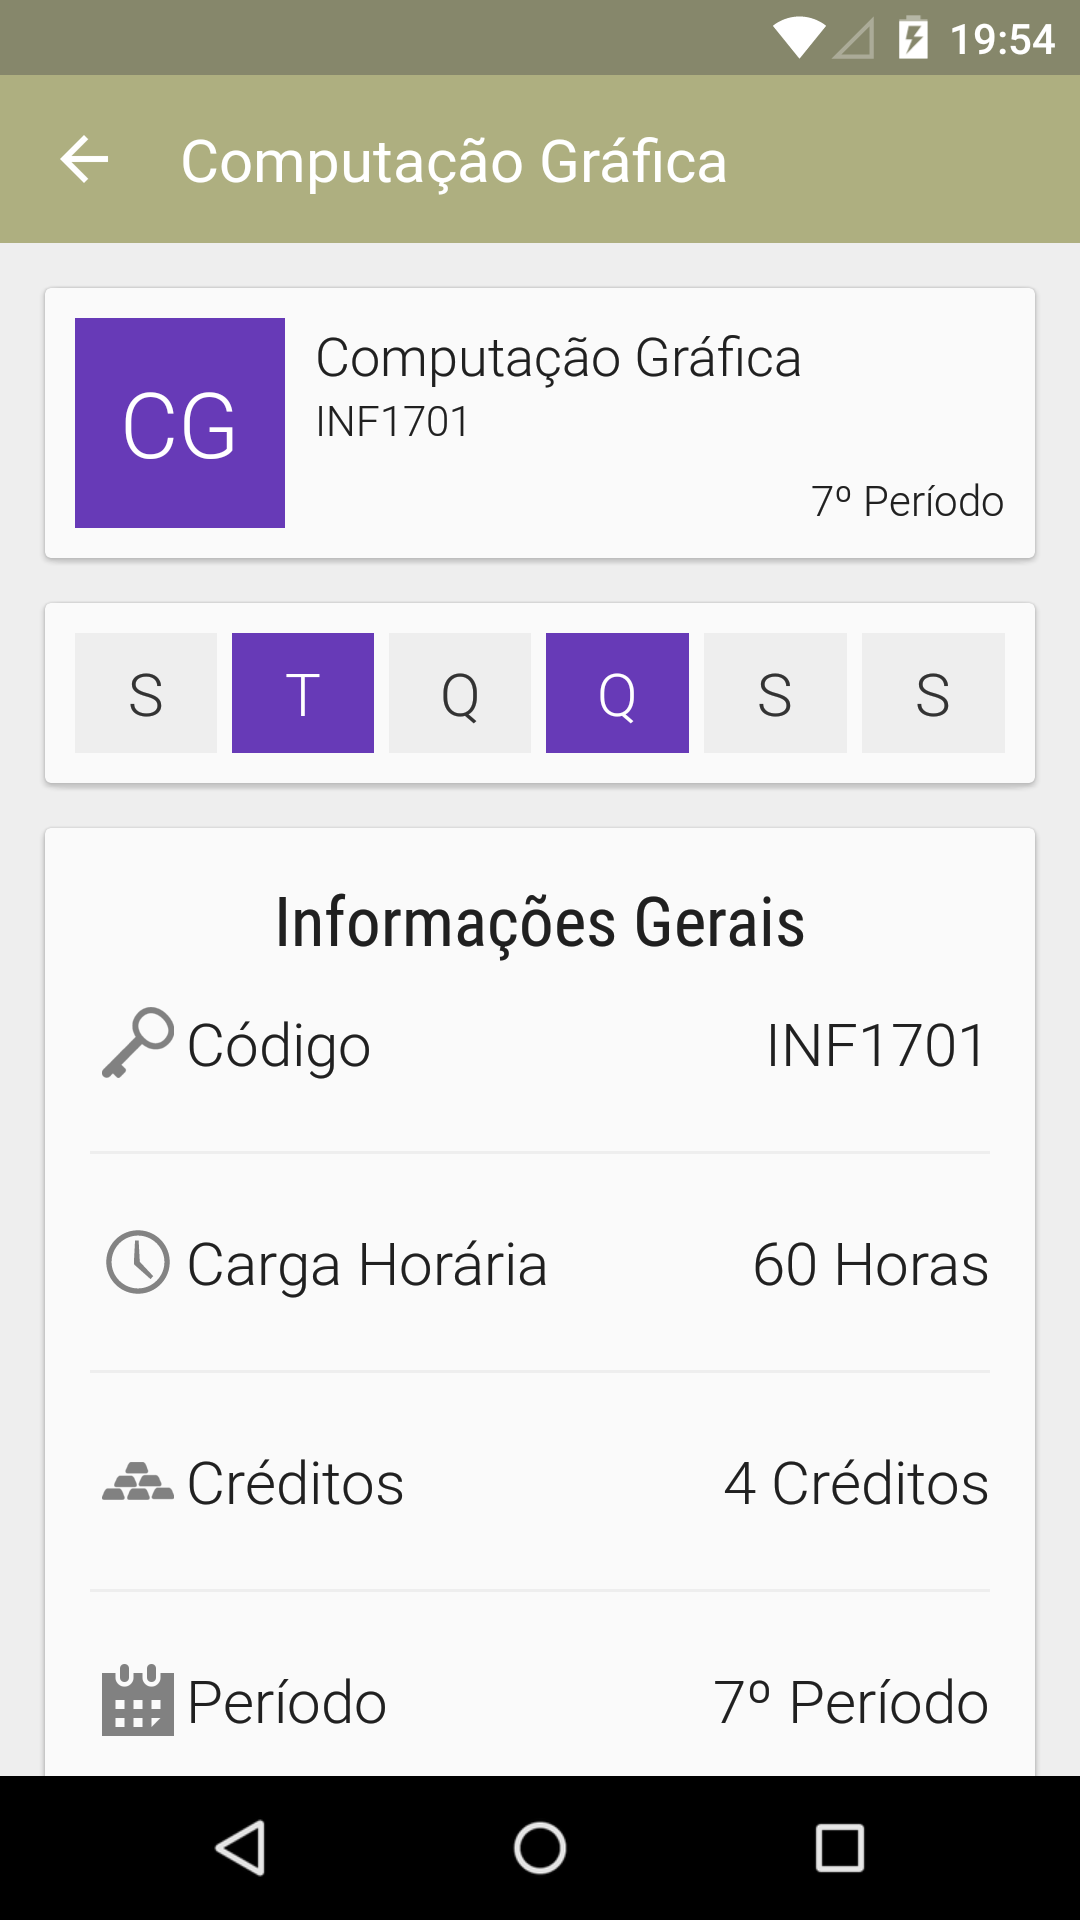 19:54
Computação Gráfica
CG
Computação Gráfica
INF1701
7º Período
S T Q Q S S
Informações Gerais
Código INF1701
Carga Horária 60 Horas
Créditos 4 Créditos
Período 7º Período